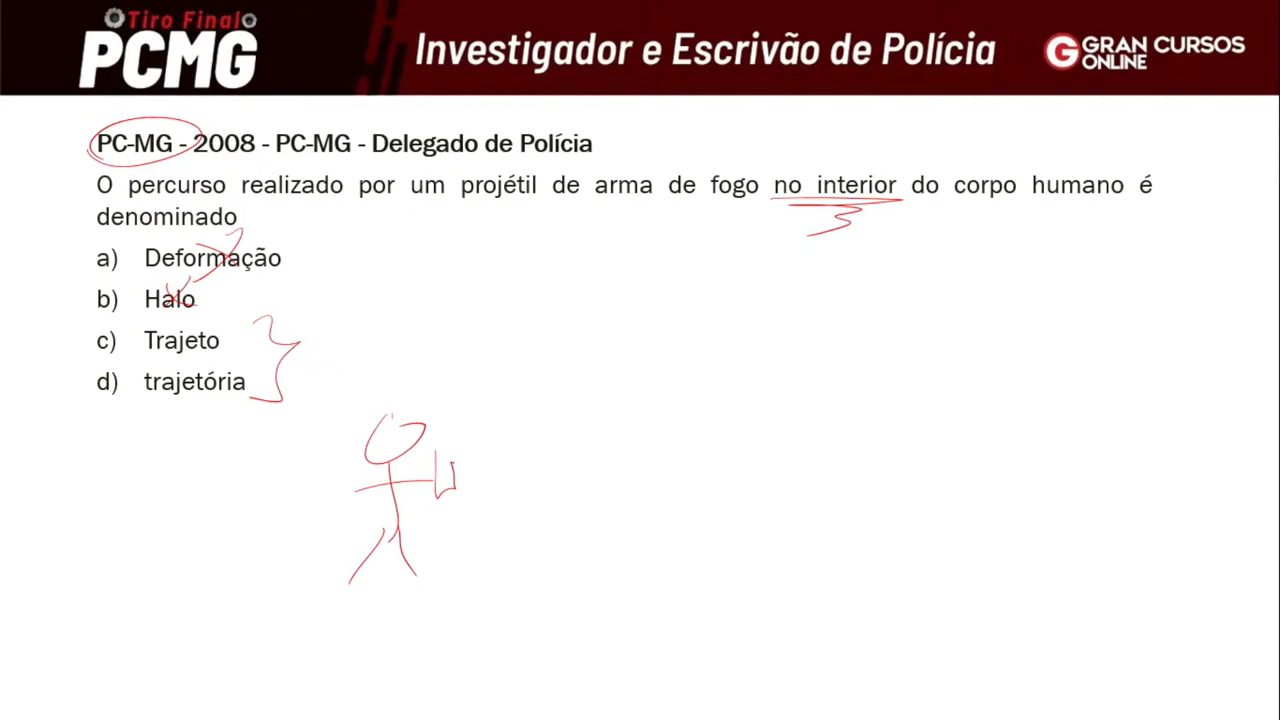 Tiro Final
PCMG
Investigador e Escrivão de Polícia
GRAN CURSOS
ONLINE
PC-MG - 2008 - PC-MG - Delegado de Polícia
O percurso realizado por um projétil de arma de fogo no interior do corpo humano é
denominado
a) Deformação
b) Halo
c) Trajeto
d) trajetória